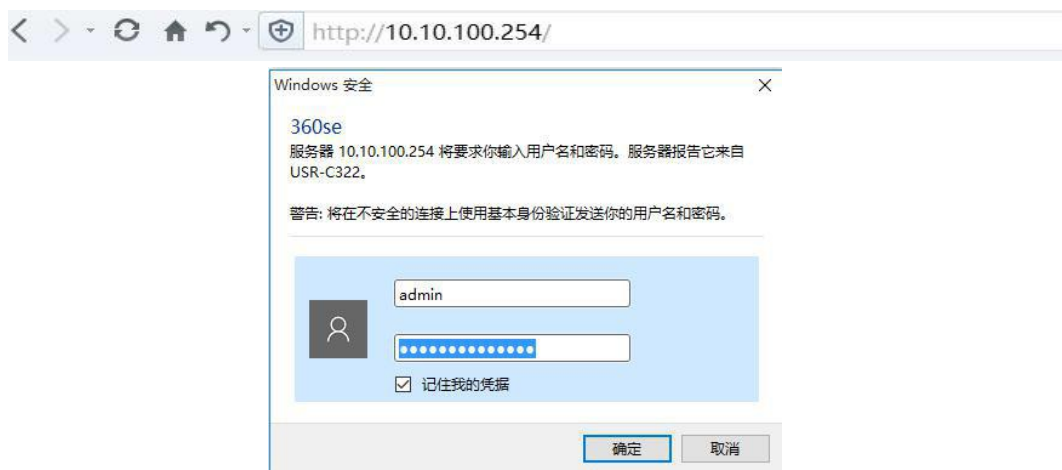 http://10.10.100.254/
Windows 安全
360se
服务器 10.10.100.254 将要求你输入用户名和密码。服务器报告它来自
USR-C322。
警告: 将在不安全的连接上使用基本身份验证发送你的用户名和密码。
admin
••••••••••••••
记住我的凭据
确定
取消